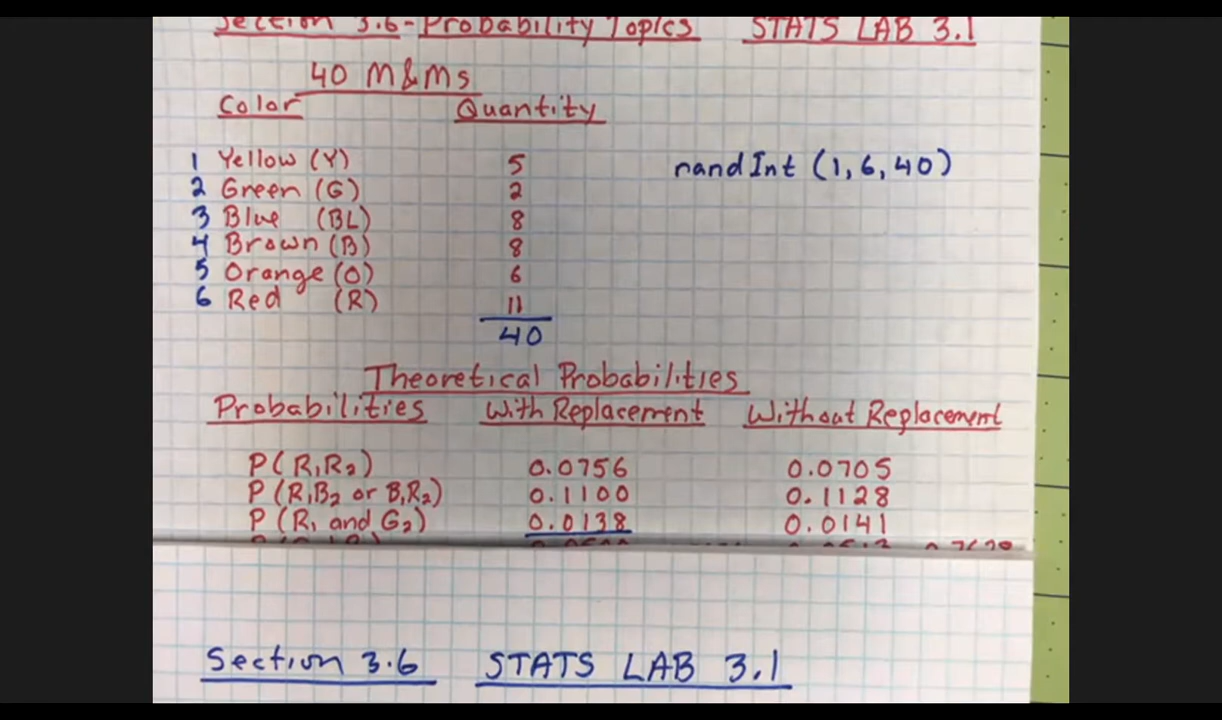 Section 3.6-Probability Topics STATS LAB 3.1
40 M&Ms
Color Quantity
1 Yellow (Y) 5 randInt (1, 6, 40)
2 Green (G) 2
3 Blue (BL) 8
4 Brown (B) 8
5 Orange (O) 6
6 Red (R) 11
40
Theoretical Probabilities
Probabilities With Replacement Without Replacement
P(R₁R₂) 0.0756 0.0705
P(R₁B₂ or B₁R₂) 0.1100 0.1128
P(R₁ and G₂) 0.0138 0.0141
Section 3.6 STATS LAB 3.1